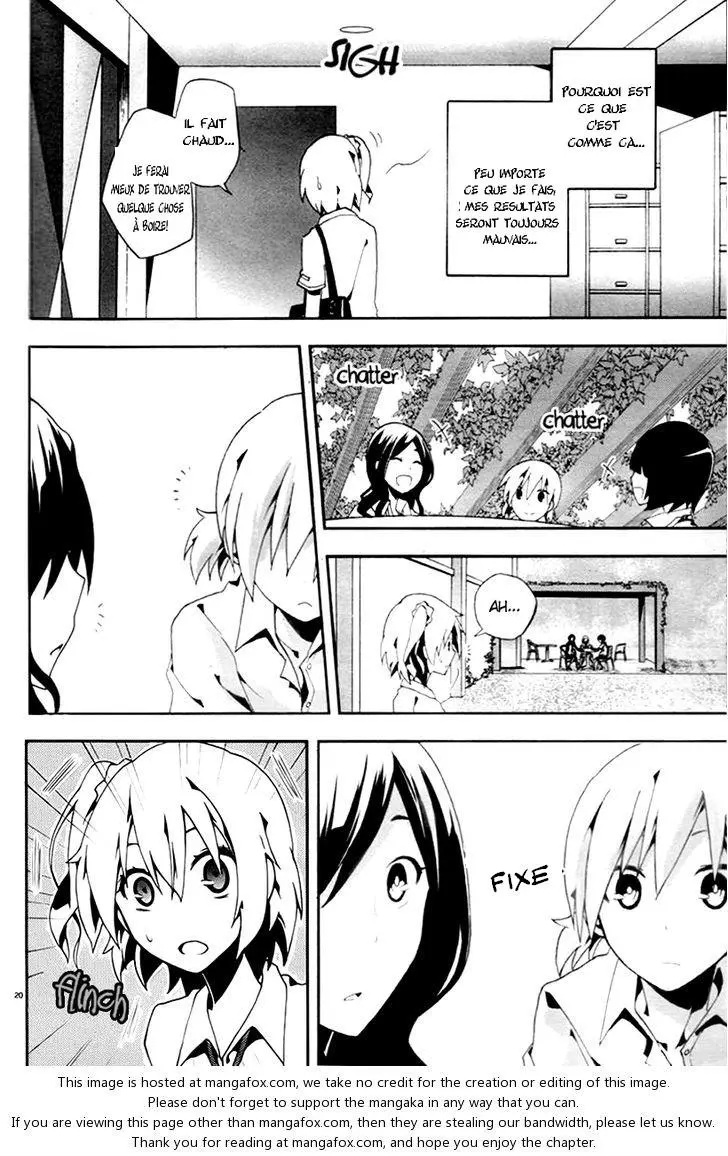 SIGH
POURQUOI EST
CE QUE
C'EST
COMME CA...
PEU IMPORTE
CE QUE JE FAIS,
MES RESULTATS
SERONT TOUJOURS
MAUVAIS...
IL FAIT
CHAUD...
JE FERAI
MIEUX DE TROUVER
QUELQUE CHOSE
À BOIRE!
chatter
chatter
AH...
FIXE
flinch
20
This image is hosted at mangafox.com, we take no credit for the creation or editing of this image.
Please don't forget to support the mangaka in any way that you can.
If you are viewing this page other than mangafox.com, then they are stealing our bandwidth, please let us know.
Thank you for reading at mangafox.com, and hope you enjoy the chapter.